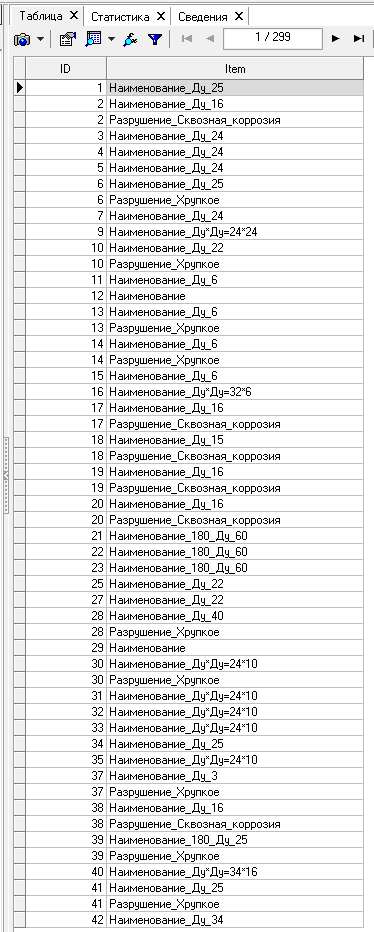 Таблица × Статистика × Сведения ×
1 / 299
ID Item
1 Наименование_Ду_25
2 Наименование_Ду_16
2 Разрушение_Сквозная_коррозия
3 Наименование_Ду_24
4 Наименование_Ду_24
5 Наименование_Ду_24
6 Наименование_Ду_25
6 Разрушение_Хрупкое
7 Наименование_Ду_24
9 Наименование_Ду*Ду=24*24
10 Наименование_Ду_22
10 Разрушение_Хрупкое
11 Наименование_Ду_6
12 Наименование
13 Наименование_Ду_6
13 Разрушение_Хрупкое
14 Наименование_Ду_6
14 Разрушение_Хрупкое
15 Наименование_Ду_6
16 Наименование_Ду*Ду=32*6
17 Наименование_Ду_16
17 Разрушение_Сквозная_коррозия
18 Наименование_Ду_15
18 Разрушение_Сквозная_коррозия
19 Наименование_Ду_16
19 Разрушение_Сквозная_коррозия
20 Наименование_Ду_16
20 Разрушение_Сквозная_коррозия
21 Наименование_180_Ду_60
22 Наименование_180_Ду_60
23 Наименование_180_Ду_60
25 Наименование_Ду_22
27 Наименование_Ду_22
28 Наименование_Ду_40
28 Разрушение_Хрупкое
29 Наименование
30 Наименование_Ду*Ду=24*10
30 Разрушение_Хрупкое
31 Наименование_Ду*Ду=24*10
32 Наименование_Ду*Ду=24*10
33 Наименование_Ду*Ду=24*10
34 Наименование_Ду_25
35 Наименование_Ду*Ду=24*10
37 Наименование_Ду_3
37 Разрушение_Хрупкое
38 Наименование_Ду_16
38 Разрушение_Сквозная_коррозия
39 Наименование_180_Ду_25
39 Разрушение_Хрупкое
40 Наименование_Ду*Ду=34*16
41 Наименование_Ду_25
41 Разрушение_Хрупкое
42 Наименование_Ду_34